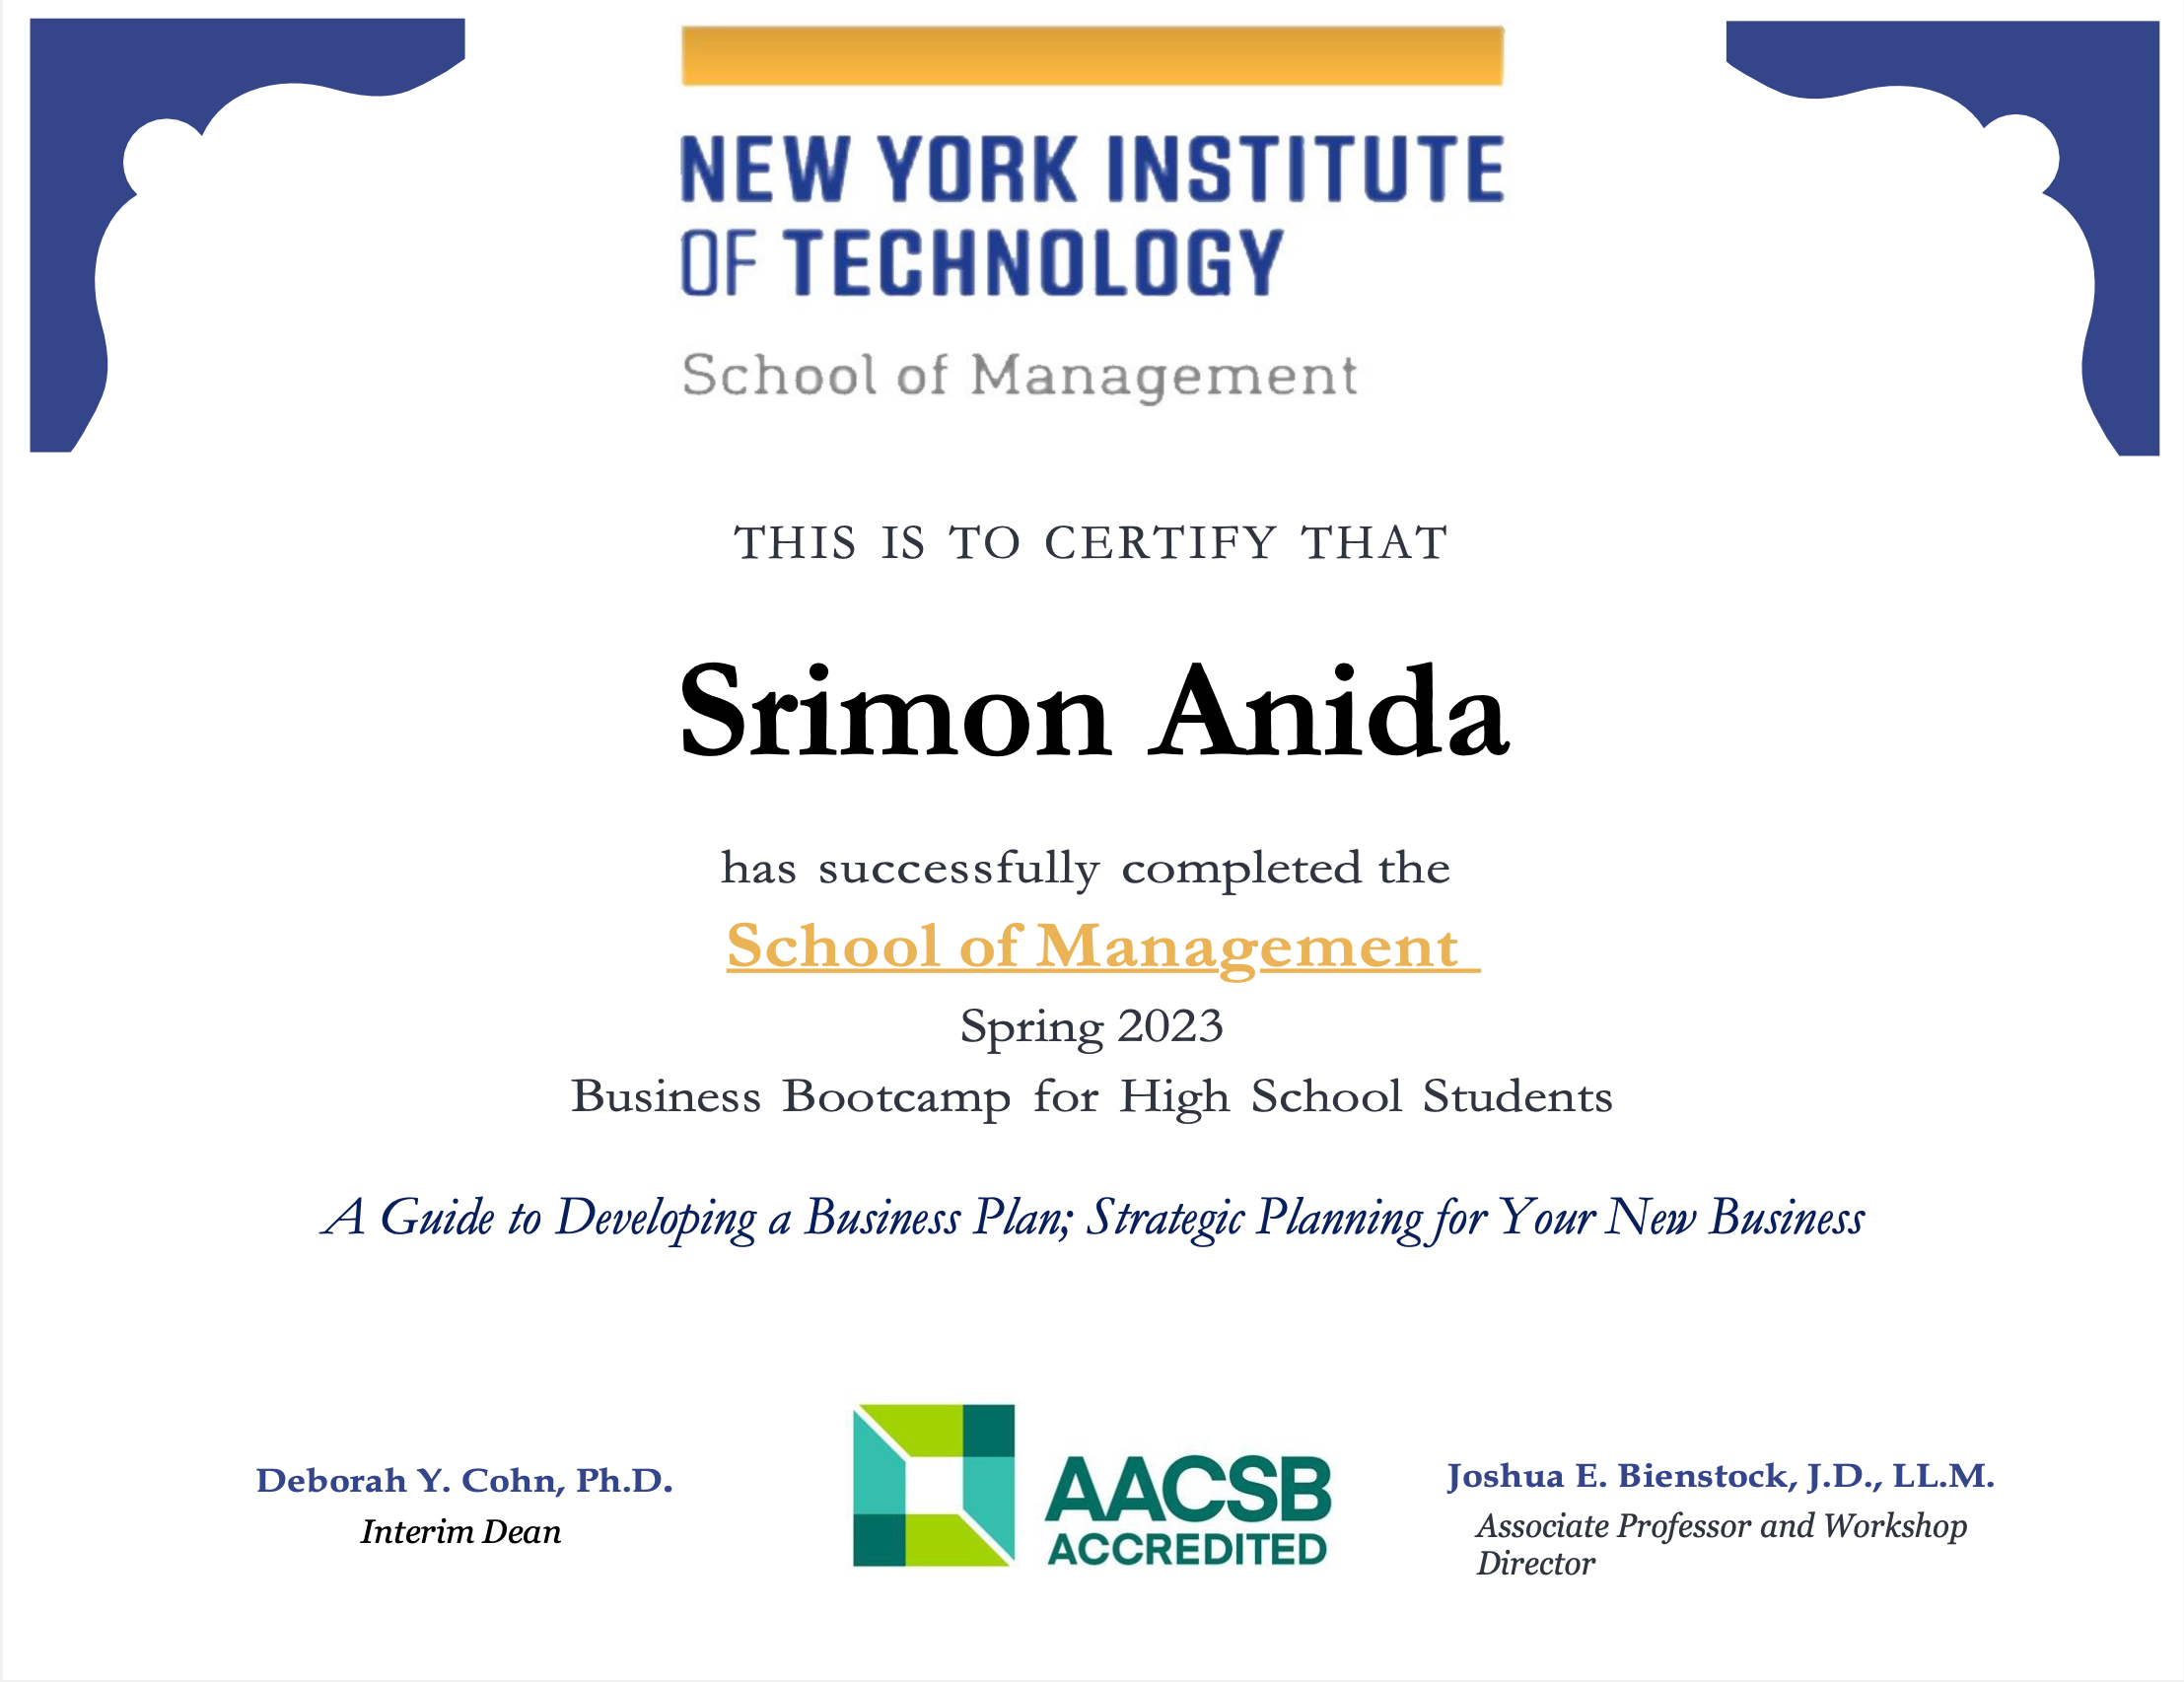 NEW YORK INSTITUTE
OF TECHNOLOGY
School of Management
THIS IS TO CERTIFY THAT
Srimon Anida
has successfully completed the
School of Management
Spring 2023
Business Bootcamp for High School Students
A Guide to Developing a Business Plan; Strategic Planning for Your New Business
Deborah Y. Cohn, Ph.D.
Interim Dean
AACSB
ACCREDITED
Joshua E. Bienstock, J.D., LL.M.
Associate Professor and Workshop
Director